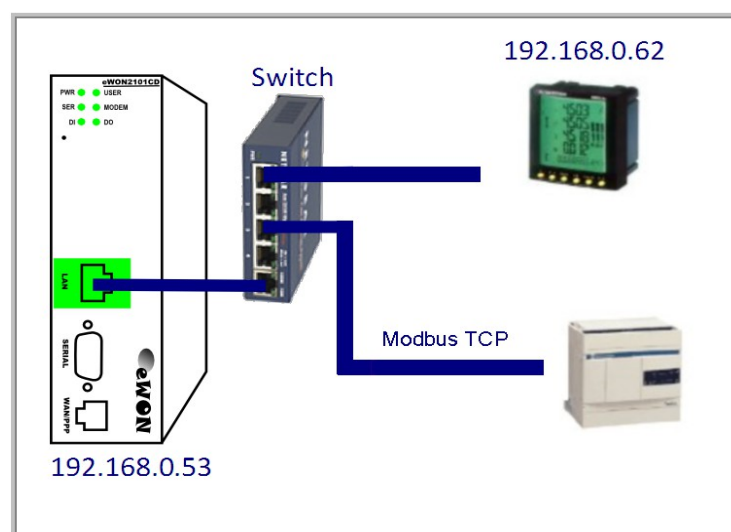 192.168.0.62
Switch
eWON2101CD
PWR USER
SER MODEM
DI DO
LAN
SERIAL
WAN/PPP
eWON
Modbus TCP
192.168.0.53